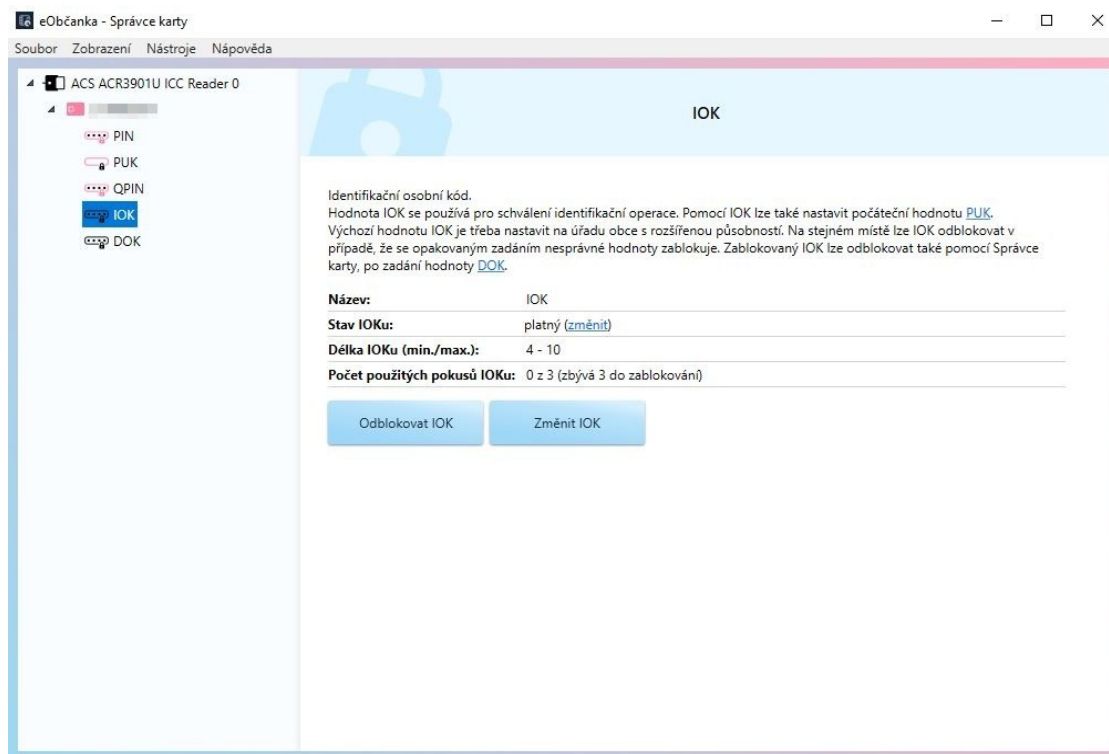 eObčanka - Správce karty
Soubor Zobrazení Nástroje Nápověda
ACS ACR3901U ICC Reader 0
PIN
PUK
QPIN
IOK
DOK
IOK
Identifikační osobní kód.
Hodnota IOK se používá pro schválení identifikační operace. Pomocí IOK lze také nastavit počáteční hodnotu PUK.
Výchozí hodnotu IOK je třeba nastavit na úřadu obce s rozšířenou působností. Na stejném místě lze IOK odblokovat v
případě, že se opakovaným zadáním nesprávné hodnoty zablokuje. Zablokovaný IOK lze odblokovat také pomocí Správce
karty, po zadání hodnoty DOK.
Název: IOK
Stav IOKu: platný (změnit)
Délka IOKu (min./max.): 4 - 10
Počet použitých pokusů IOKu: 0 z 3 (zbývá 3 do zablokování)
Odblokovat IOK Změnit IOK